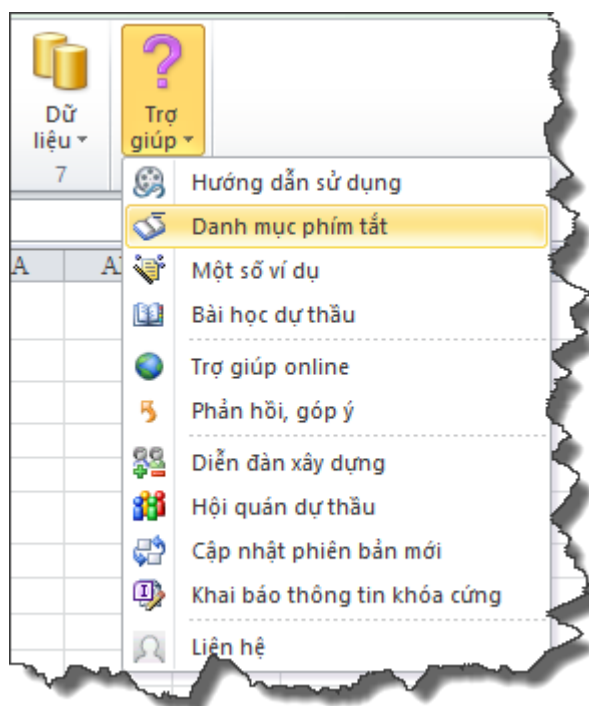 Dữ
liệu
7
Trợ
giúp
Hướng dẫn sử dụng
Danh mục phím tắt
A
A
Một số ví dụ
Bài học dự thầu
Trợ giúp online
Phản hồi, góp ý
Diễn đàn xây dựng
Hội quán dự thầu
Cập nhật phiên bản mới
Khai báo thông tin khóa cứng
Liên hệ